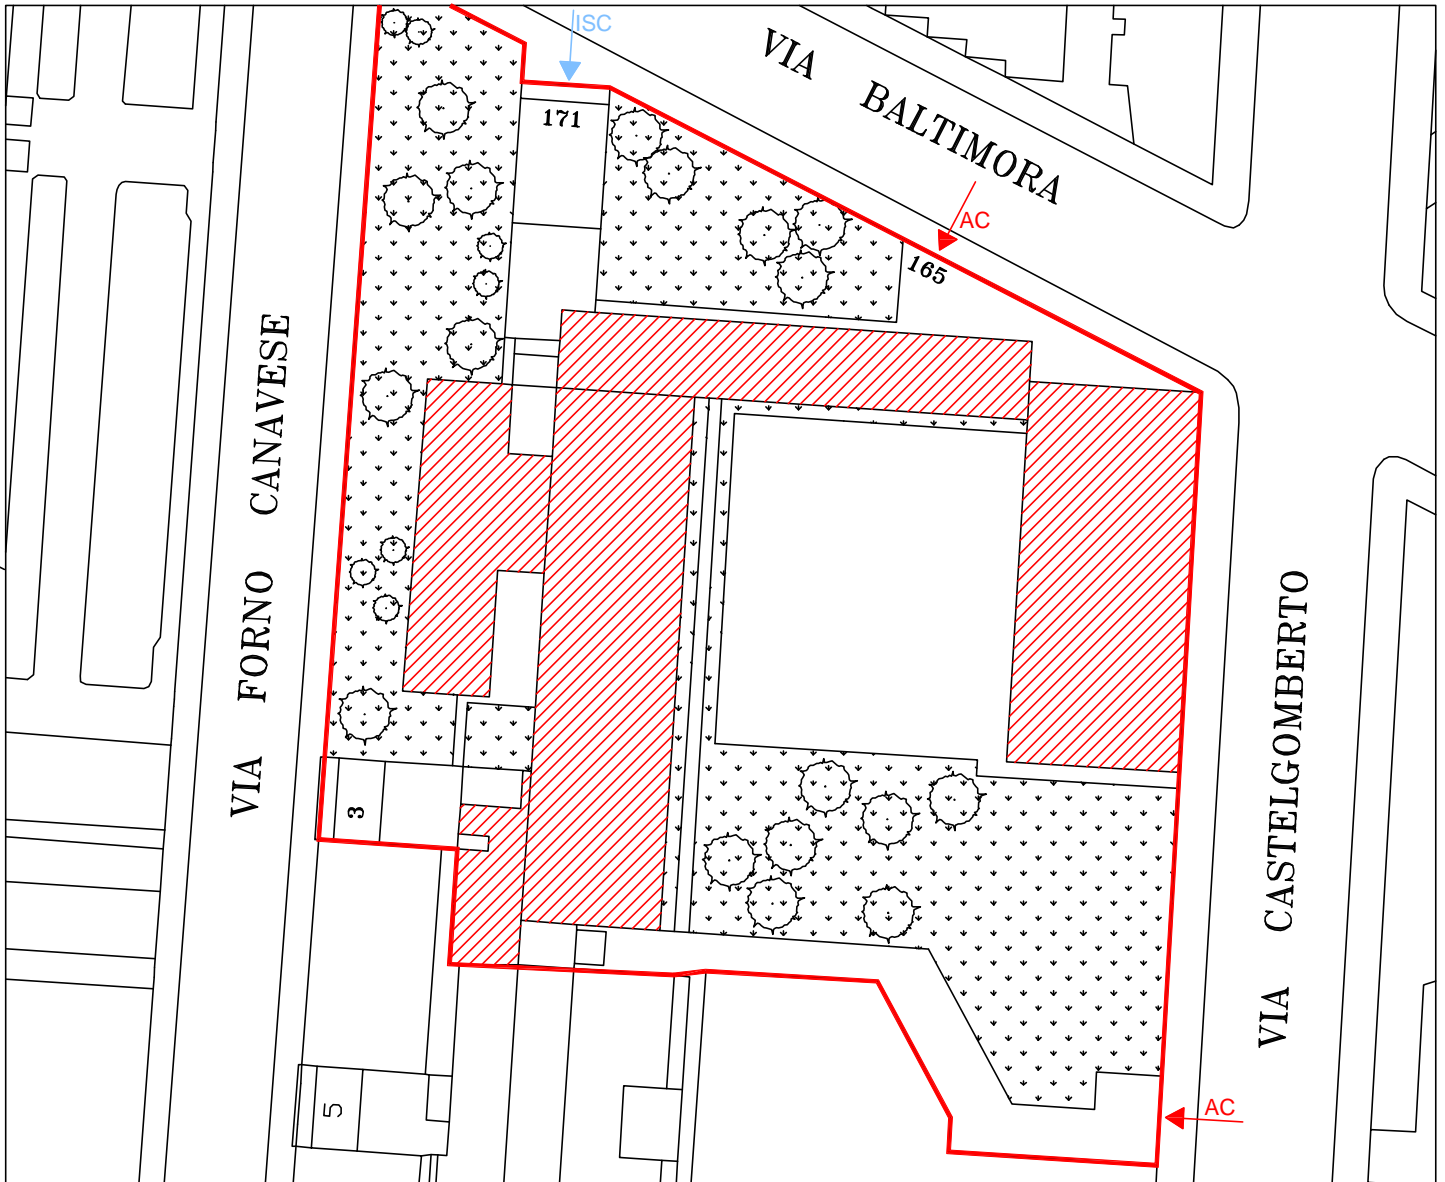 ISC
VIA BALTIMORA
171
AC
165
VIA FORNO CANAVESE
VIA CASTELGOMBERTO
3
5
AC